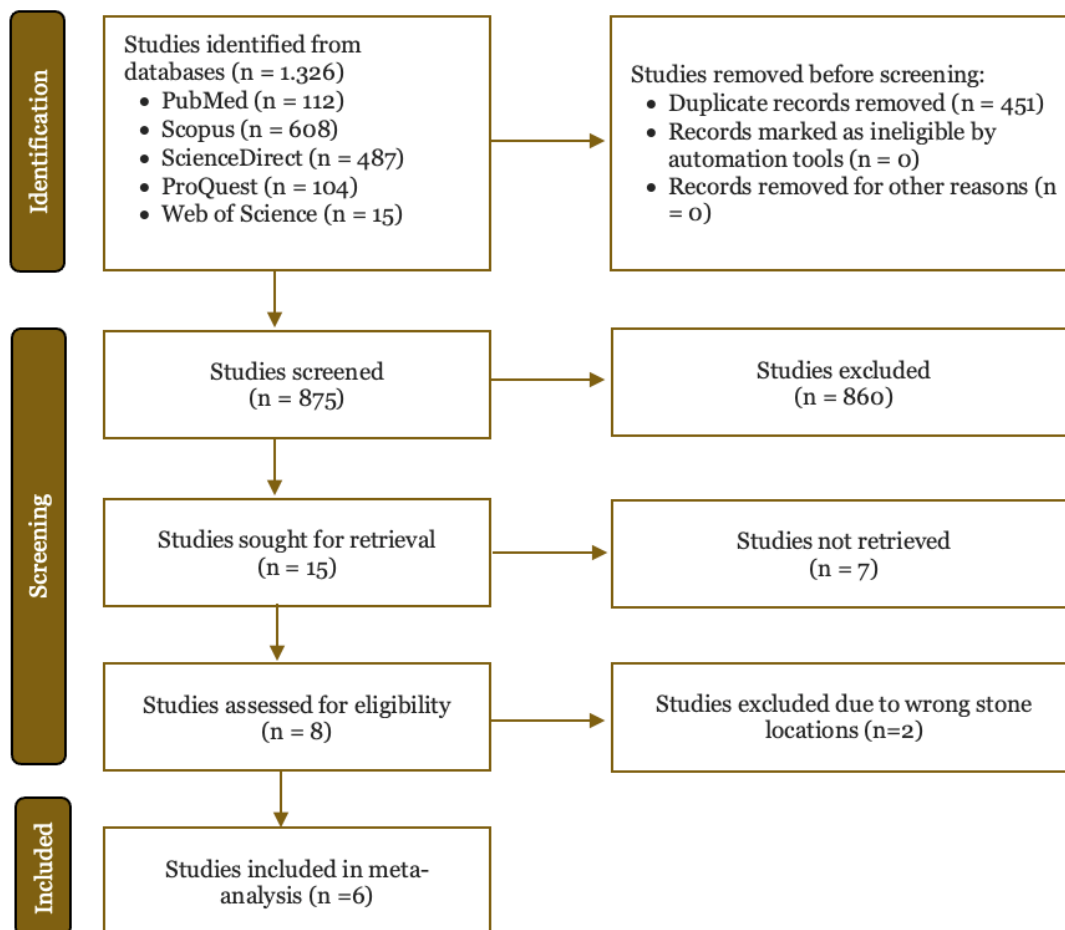 Identification
Studies identified from
databases (n = 1.326)
• PubMed (n = 112)
• Scopus (n = 608)
• ScienceDirect (n = 487)
• ProQuest (n = 104)
• Web of Science (n = 15)
Studies removed before screening:
• Duplicate records removed (n = 451)
• Records marked as ineligible by
automation tools (n = 0)
• Records removed for other reasons (n
= 0)
Screening
Studies screened
(n = 875)
Studies excluded
(n = 860)
Studies sought for retrieval
(n = 15)
Studies not retrieved
(n = 7)
Studies assessed for eligibility
(n = 8)
Studies excluded due to wrong stone
locations (n=2)
Included
Studies included in meta-
analysis (n =6)